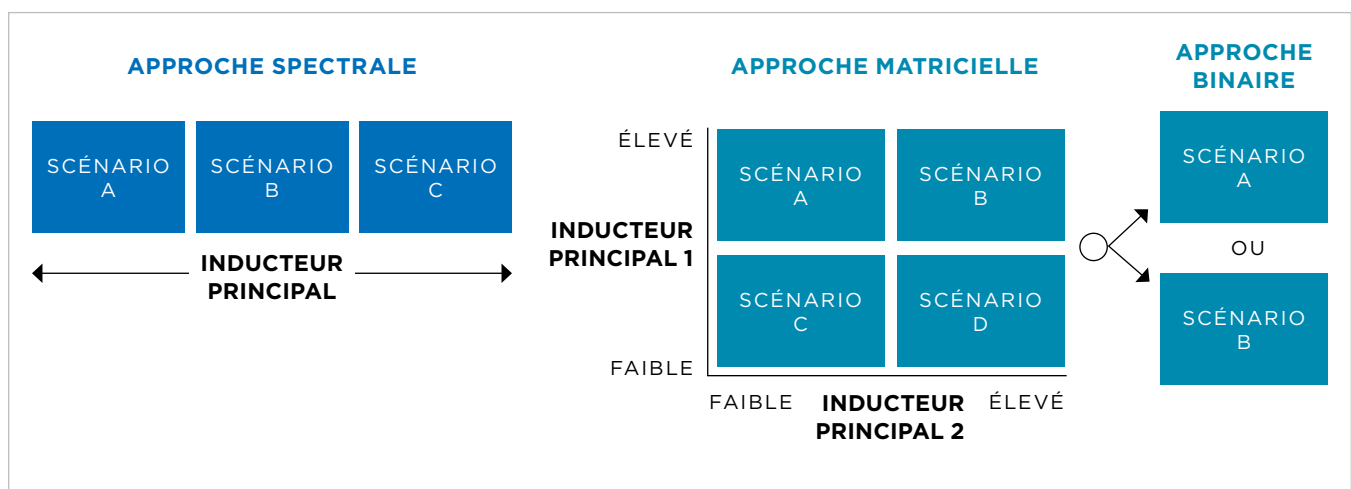 APPROCHE SPECTRALE
SCÉNARIO
A
SCÉNARIO
B
SCÉNARIO
C
INDUCTEUR
PRINCIPAL
APPROCHE MATRICIELLE
ÉLEVÉ
INDUCTEUR
PRINCIPAL 1
FAIBLE
SCÉNARIO
A
SCÉNARIO
B
SCÉNARIO
C
SCÉNARIO
D
FAIBLE
INDUCTEUR
PRINCIPAL 2
ÉLEVÉ
APPROCHE
BINAIRE
SCÉNARIO
A
OU
SCÉNARIO
B